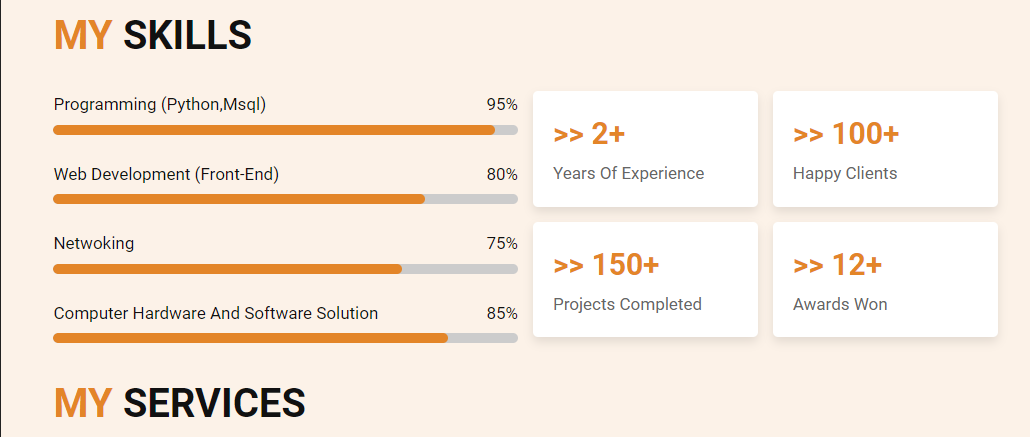 MY SKILLS
Programming (Python,Msql) 95%
Web Development (Front-End) 80%
Netwoking 75%
Computer Hardware And Software Solution 85%
>> 2+
Years Of Experience
>> 100+
Happy Clients
>> 150+
Projects Completed
>> 12+
Awards Won
MY SERVICES